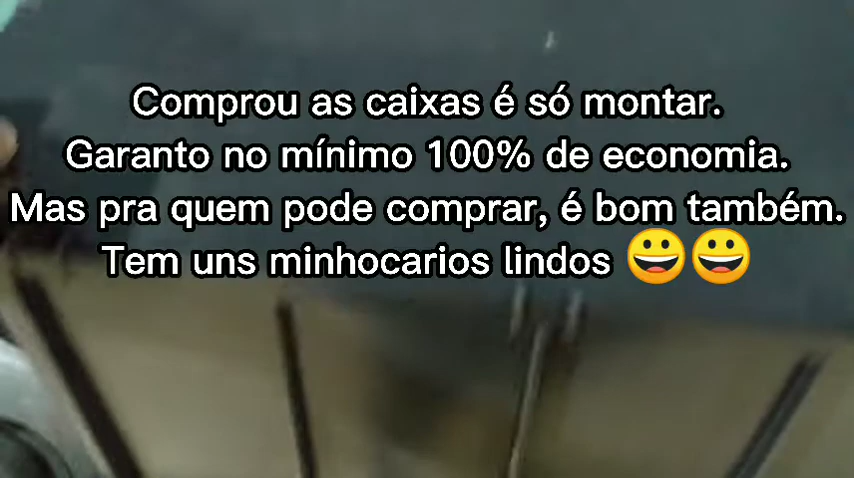 Comprou as caixas é só montar.
Garanto no mínimo 100% de economia.
Mas pra quem pode comprar, é bom também.
Tem uns minhocarios lindos 😀😀